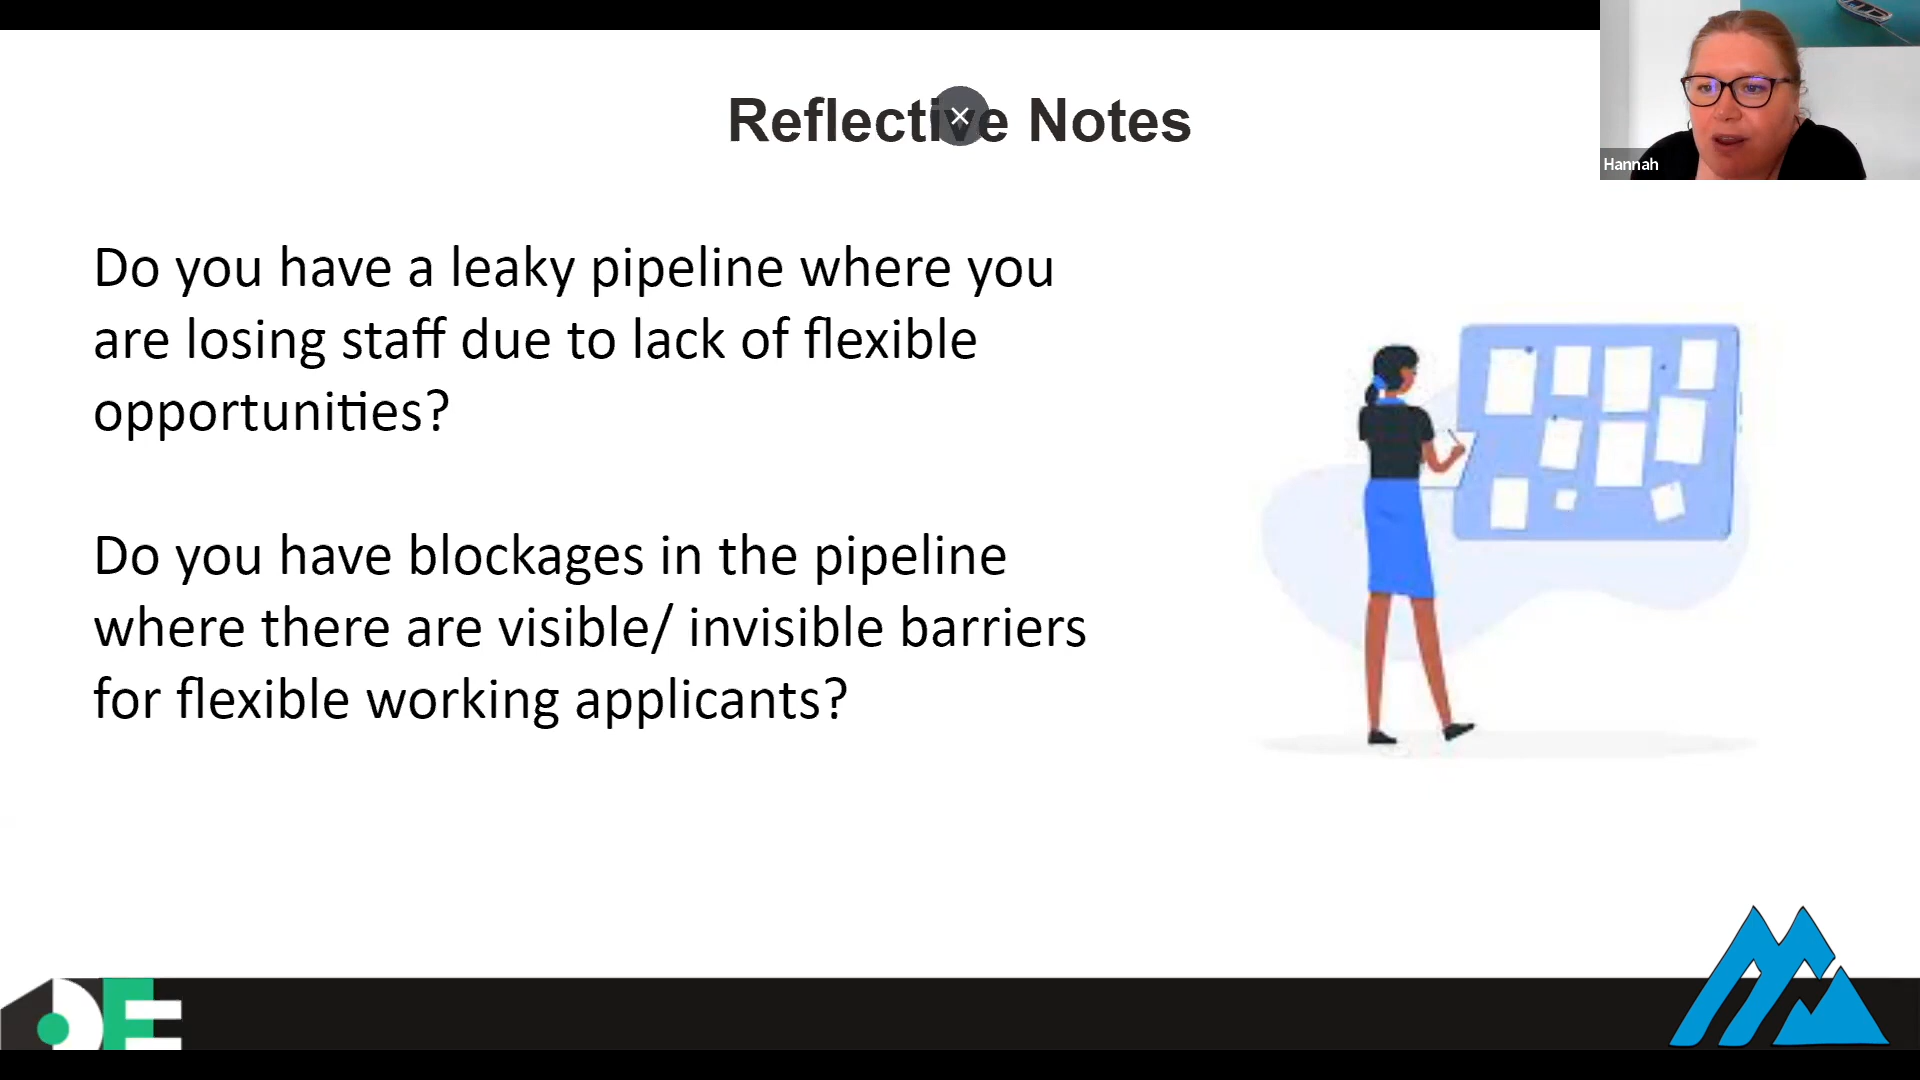 Reflective Notes
Hannah
Do you have a leaky pipeline where you
are losing staff due to lack of flexible
opportunities?
Do you have blockages in the pipeline
where there are visible/ invisible barriers
for flexible working applicants?